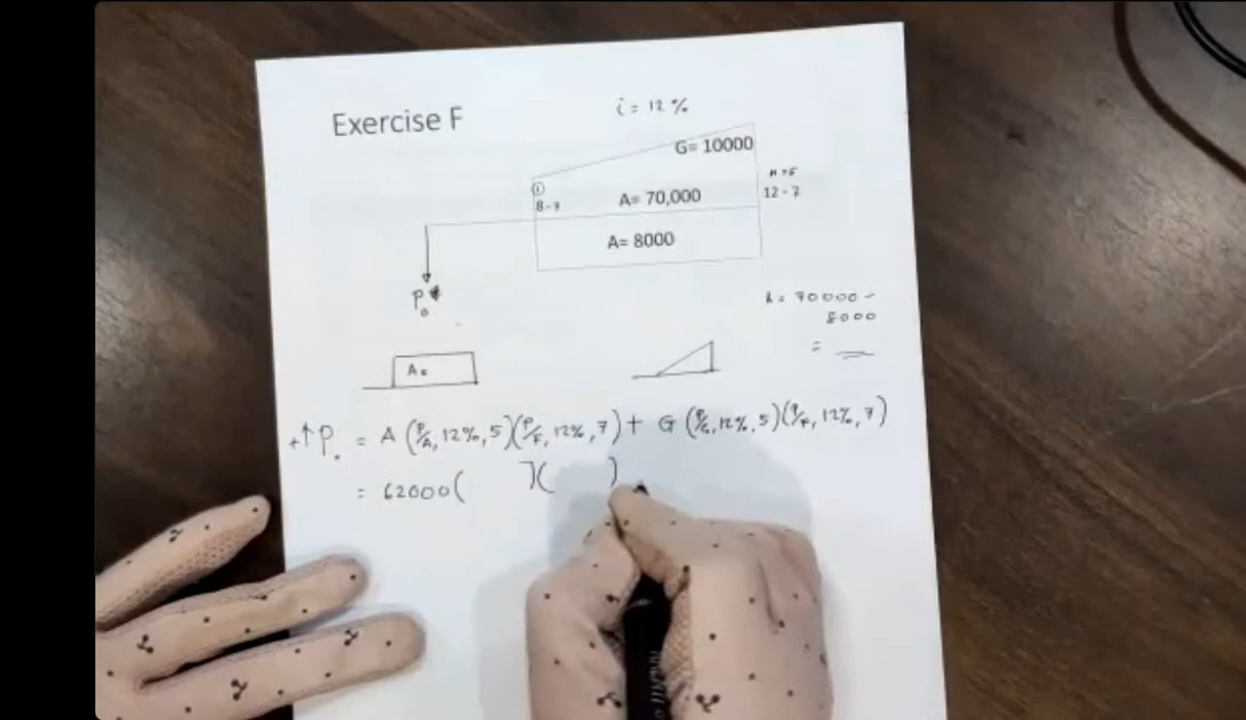 Exercise F
i = 12 %
G= 10000
①
8-7
A= 70,000
n=5
12-7
A= 8000
P₀
A = 70000 -
8000
=
A =
+↑P₀ = A (P/A, 12%, 5)(P/F, 12%, 7) + G (P/G, 12%, 5)(P/F, 12%, 7)
= 62000 ( )( )